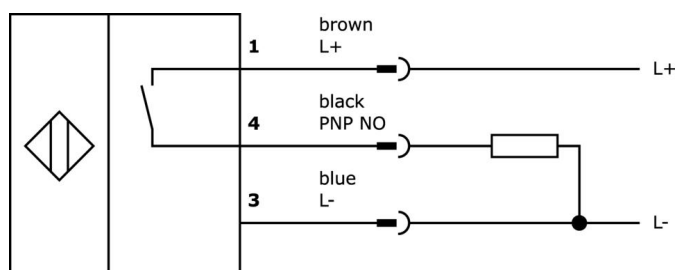 brown
1 L+
L+
black
4 PNP NO
blue
3 L-
L-